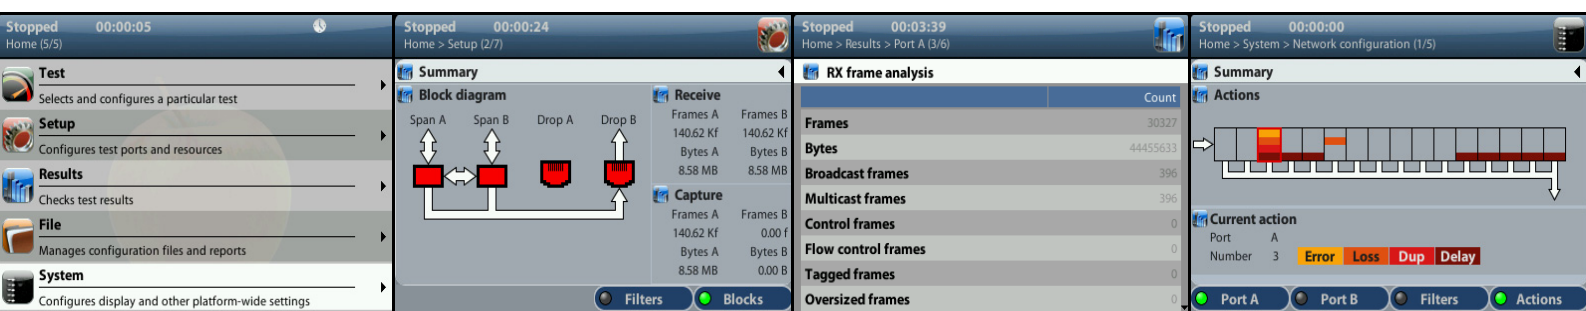 Stopped 00:00:05
Home (5/5)
Test
Selects and configures a particular test
Setup
Configures test ports and resources
Results
Checks test results
File
Manages configuration files and reports
System
Configures display and other platform-wide settings
Stopped 00:00:24
Home > Setup (2/7)
Summary
Block diagram
Span A Span B Drop A Drop B
Receive
Frames A Frames B
140.62 Kf 140.62 Kf
Bytes A Bytes B
8.58 MB 8.58 MB
Capture
Frames A Frames B
140.62 Kf 0.00 f
Bytes A Bytes B
8.58 MB 0.00 B
Filters Blocks
Stopped 00:03:39
Home > Results > Port A (3/6)
RX frame analysis
Count
Frames 30327
Bytes 44455633
Broadcast frames 396
Multicast frames 396
Control frames 0
Flow control frames 0
Tagged frames 0
Oversized frames 0
Stopped 00:00:00
Home > System > Network configuration (1/5)
Summary
Actions
Current action
Port A
Number 3 Error Loss Dup Delay
Port A Port B Filters Actions